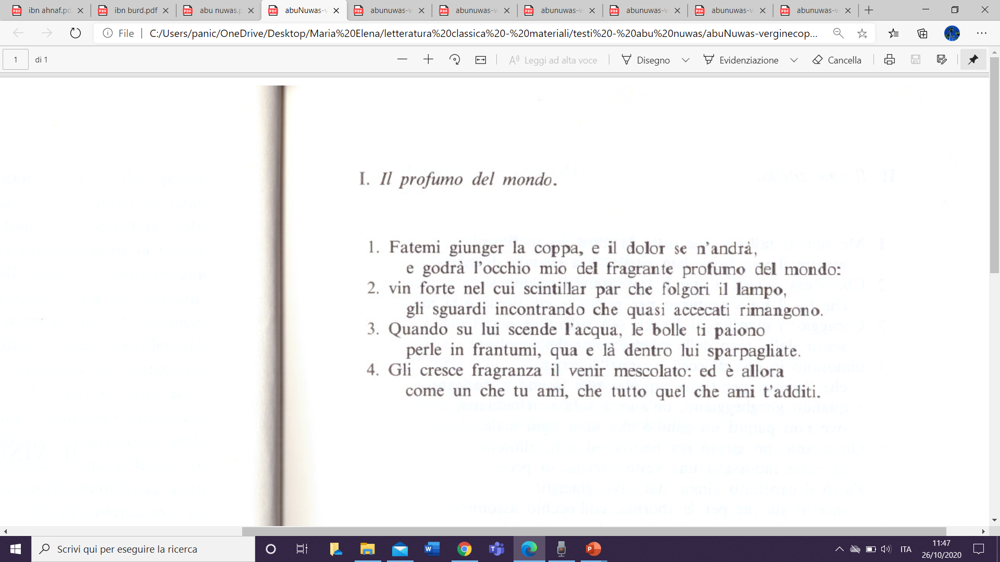 ibn ahnaf.pd
ibn burd.pdf
abu nuwas.p
abuNuwas-v
abunuwas-v
abunuwas-v
abunuwas-v
abunuwas-v
abunuwas-v
abunuwas-v
File
C:/Users/panic/OneDrive/Desktop/Maria%20Elena/letteratura%20classica%20-%20materiali/testi%20-%20abu%20nuwas/abuNuwas-verginecop...
1 di 1
Leggi ad alta voce
Disegno
Evidenziazione
Cancella
I. Il profumo del mondo.
1. Fatemi giunger la coppa, e il dolor se n'andrà,
e godrà l'occhio mio del fragrante profumo del mondo:
2. vin forte nel cui scintillar par che folgori il lampo,
gli sguardi incontrando che quasi accecati rimangono.
3. Quando su lui scende l'acqua, le bolle ti paiono
perle in frantumi, qua e là dentro lui sparpagliate.
4. Gli cresce fragranza il venir mescolato: ed è allora
come un che tu ami, che tutto quel che ami t'additi.
Scrivi qui per eseguire la ricerca
ITA
11:47
26/10/2020